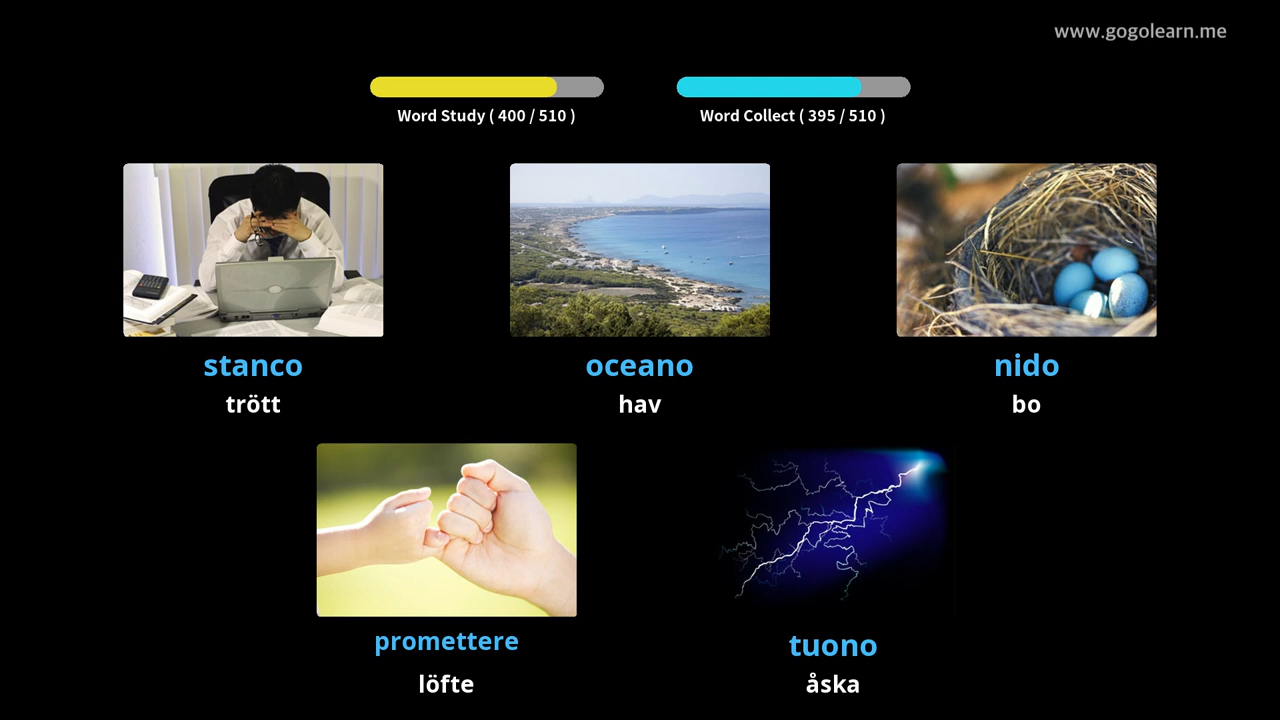 www.gogolearn.me
Word Study ( 400 / 510 )
Word Collect ( 395 / 510 )
stanco
trött
oceano
hav
nido
bo
promettere
löfte
tuono
åska